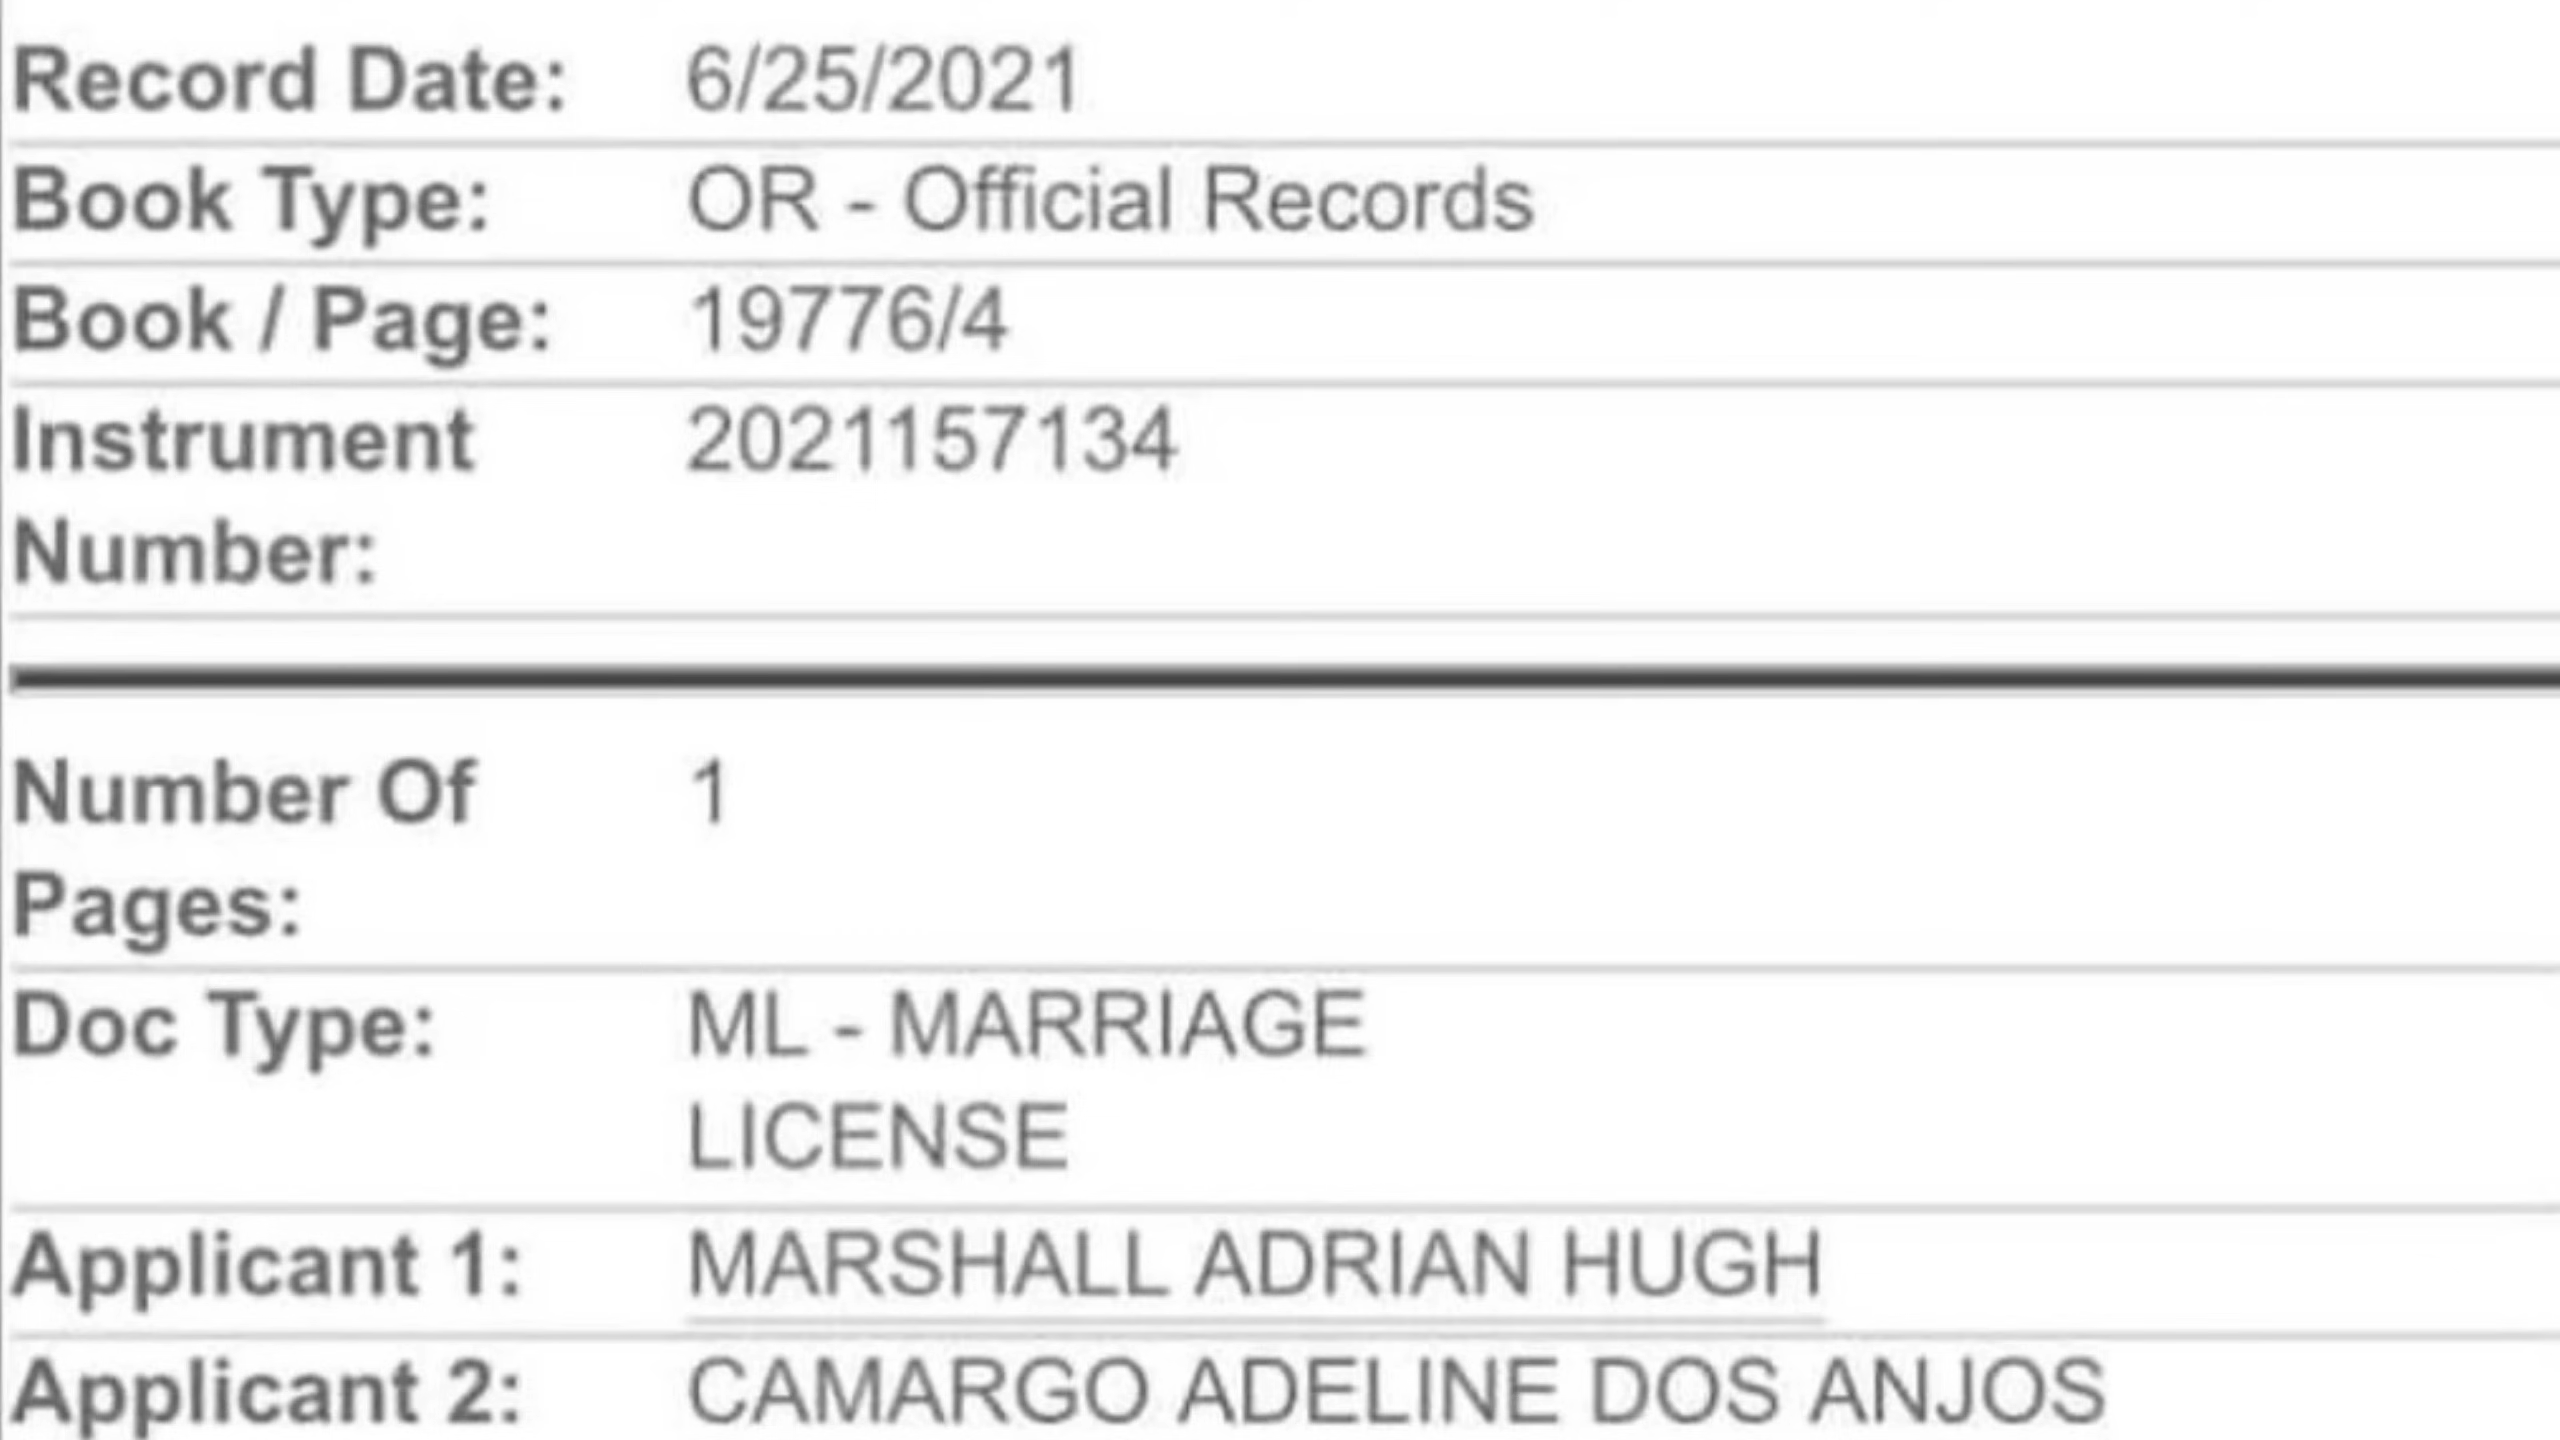 Record Date: 6/25/2021
Book Type: OR - Official Records
Book / Page: 19776/4
Instrument 2021157134
Number:
Number Of 1
Pages:
Doc Type: ML - MARRIAGE
LICENSE
Applicant 1: MARSHALL ADRIAN HUGH
Applicant 2: CAMARGO ADELINE DOS ANJOS